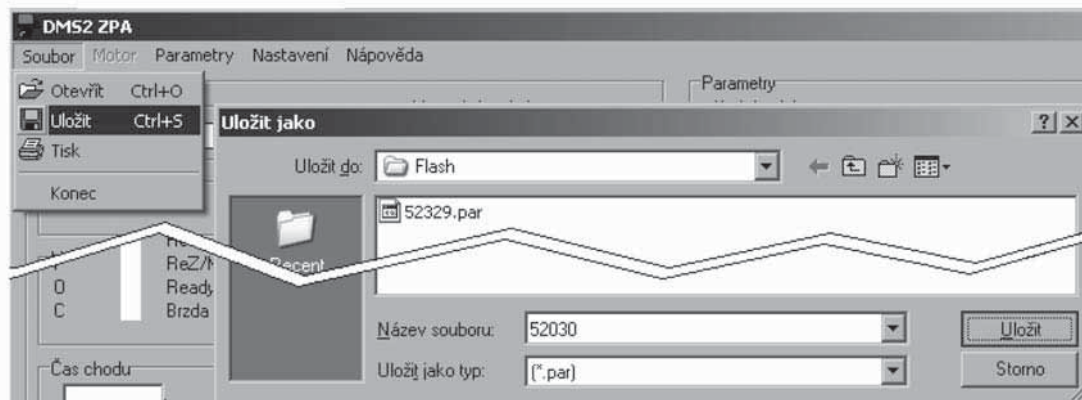 DMS2 ZPA
Soubor Motor Parametry Nastavení Nápověda
Otevřít Ctrl+O
Uložit Ctrl+S
Tisk
Konec
Parametry
Uložit jako
Uložit do: Flash
52329.par
Recent
O
C
Ready
Brzda
Název souboru: 52030
Uložit jako typ: (*.par)
Uložit
Storno
Čas chodu